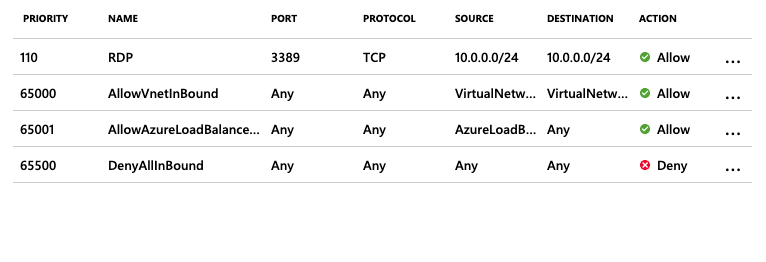 PRIORITY NAME PORT PROTOCOL SOURCE DESTINATION ACTION
110 RDP 3389 TCP 10.0.0.0/24 10.0.0.0/24 Allow ...
65000 AllowVnetInBound Any Any VirtualNetw... VirtualNetw... Allow ...
65001 AllowAzureLoadBalance... Any Any AzureLoadB... Any Allow ...
65500 DenyAllInBound Any Any Any Any Deny ...